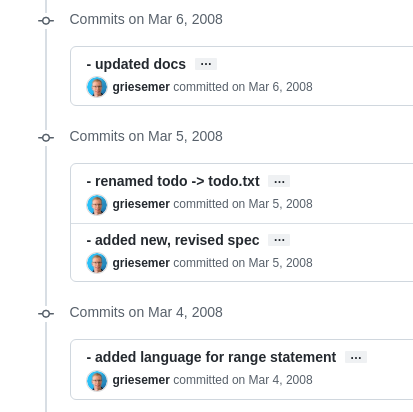 Commits on Mar 6, 2008
- updated docs ...
griesemer committed on Mar 6, 2008
Commits on Mar 5, 2008
- renamed todo -> todo.txt ...
griesemer committed on Mar 5, 2008
- added new, revised spec ...
griesemer committed on Mar 5, 2008
Commits on Mar 4, 2008
- added language for range statement ...
griesemer committed on Mar 4, 2008